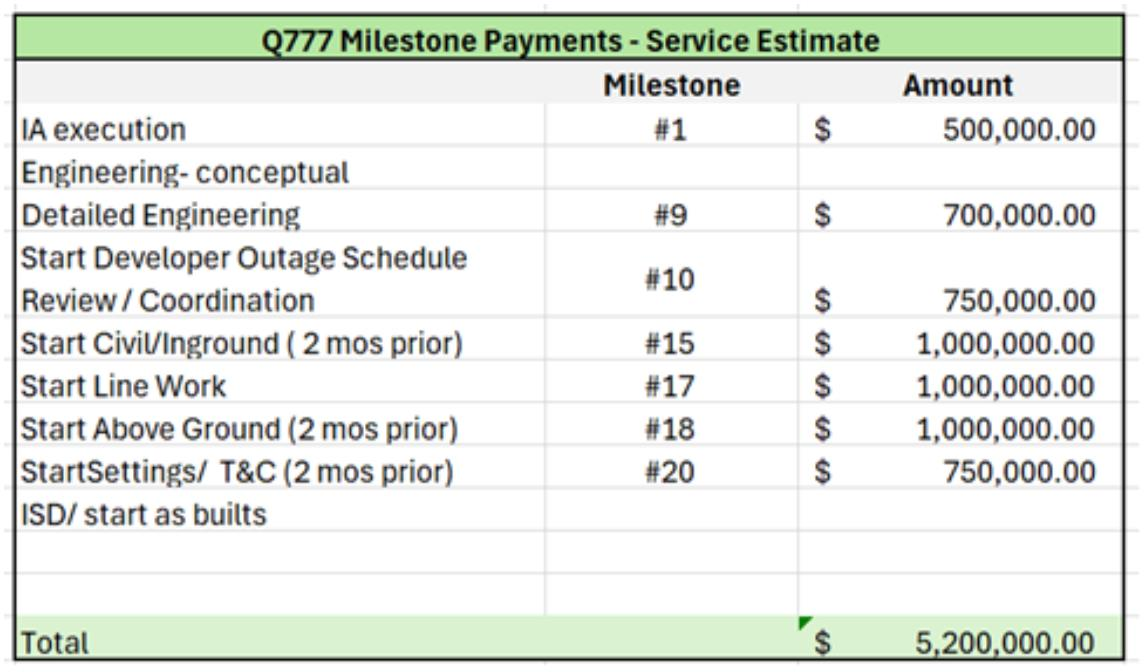 Q777 Milestone Payments - Service Estimate
Milestone Amount
IA execution #1 $ 500,000.00
Engineering- conceptual
Detailed Engineering #9 $ 700,000.00
Start Developer Outage Schedule
Review / Coordination #10 $ 750,000.00
Start Civil/Inground ( 2 mos prior) #15 $ 1,000,000.00
Start Line Work #17 $ 1,000,000.00
Start Above Ground (2 mos prior) #18 $ 1,000,000.00
StartSettings/ T&C (2 mos prior) #20 $ 750,000.00
ISD/ start as builts
Total $ 5,200,000.00